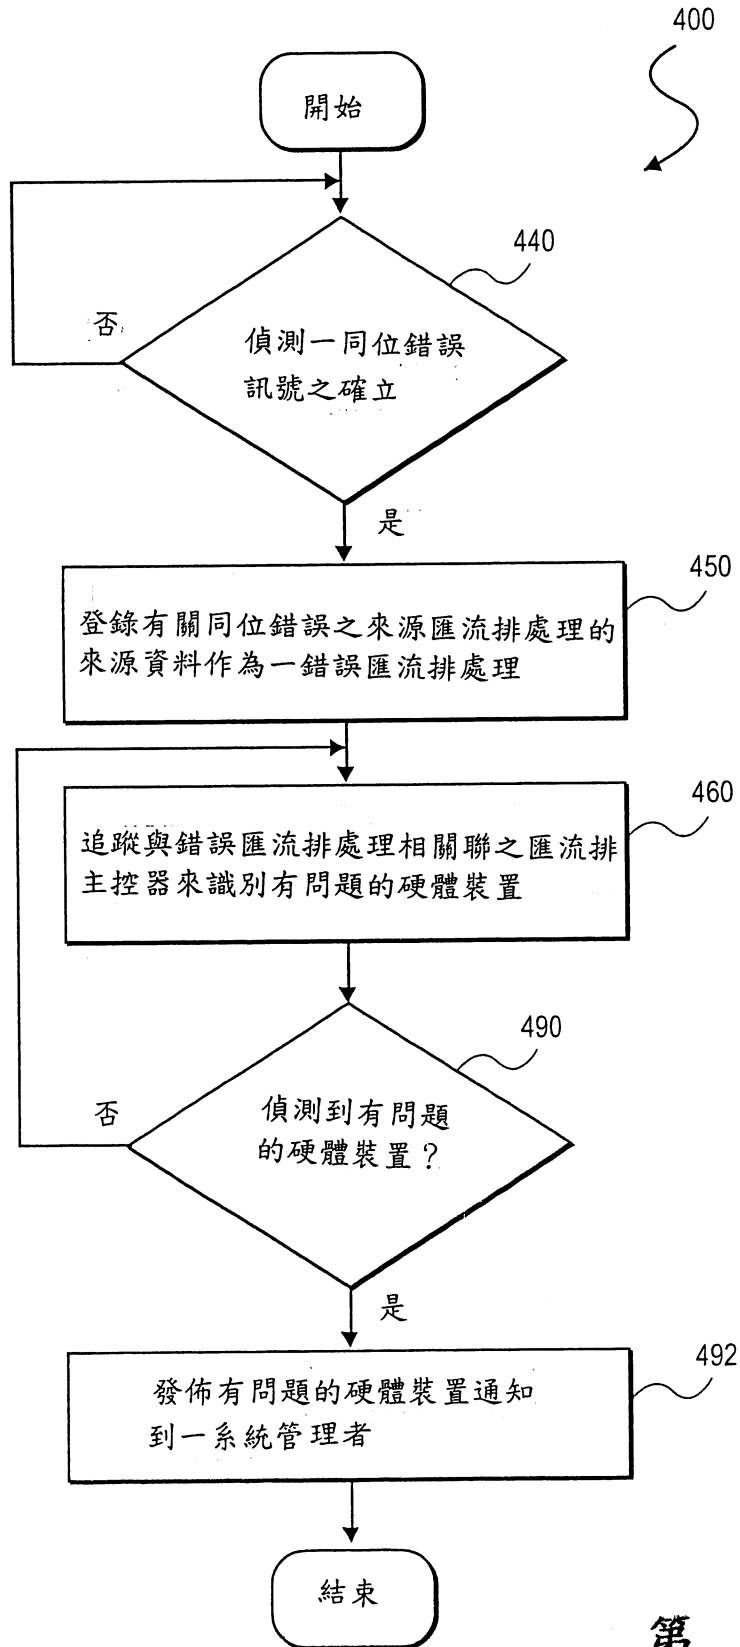 400
開始
440
否
偵測一同位錯誤
訊號之確立
是
450
登錄有關同位錯誤之來源匯流排處理的
來源資料作為一錯誤匯流排處理
460
追蹤與錯誤匯流排處理相關聯之匯流排
主控器來識別有問題的硬體裝置
490
否
偵測到有問題
的硬體裝置？
是
492
發佈有問題的硬體裝置通知
到一系統管理者
結束
第